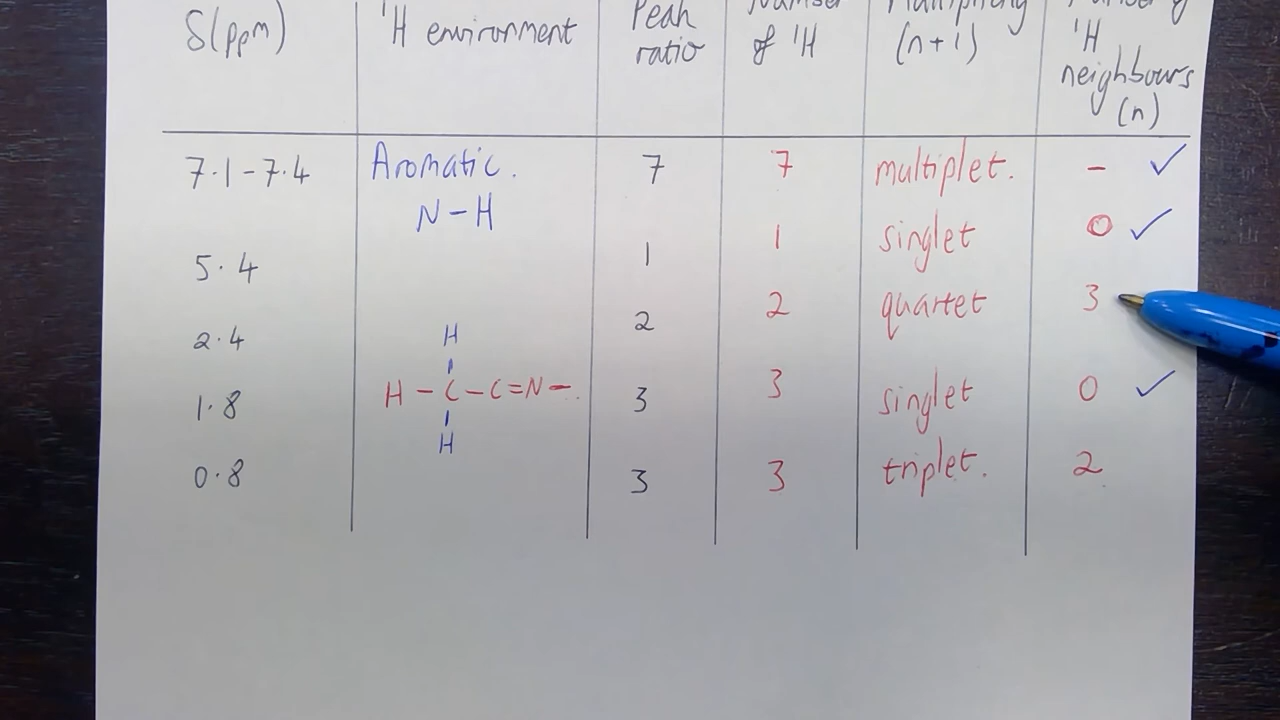 δ(ppm) ¹H environment Peak ratio Number of ¹H Multiplicity (n+1) ¹H neighbours (n)
7.1-7.4 Aromatic. 7 7 multiplet. - ✓
N-H
5.4 1 1 singlet 0 ✓
2.4 2 2 quartet 3
H
1.8 H-C-C=N-. 3 3 singlet 0 ✓
H
0.8 3 3 triplet. 2